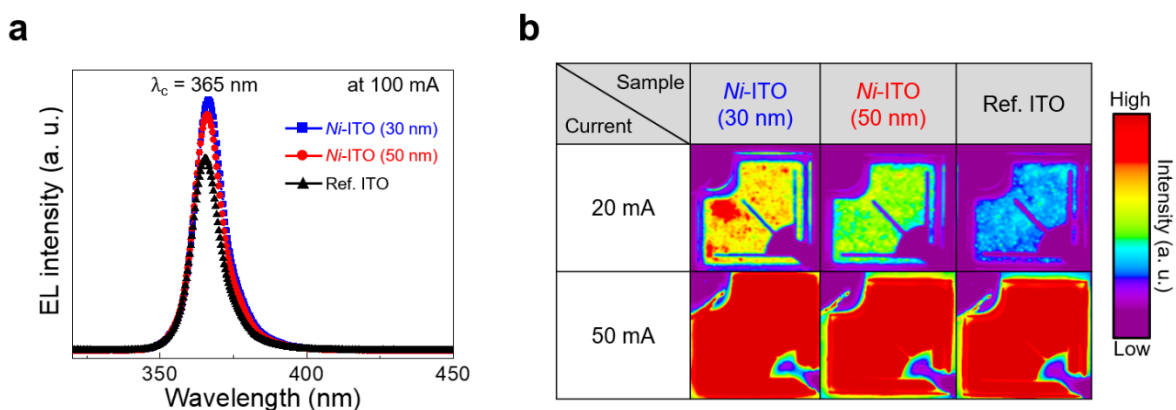 a
λc = 365 nm
at 100 mA
Ni-ITO (30 nm)
Ni-ITO (50 nm)
Ref. ITO
EL intensity (a. u.)
350
400
450
Wavelength (nm)
b
Sample
Current
Ni-ITO
(30 nm)
Ni-ITO
(50 nm)
Ref. ITO
20 mA
50 mA
High
Intensity (a. u.)
Low